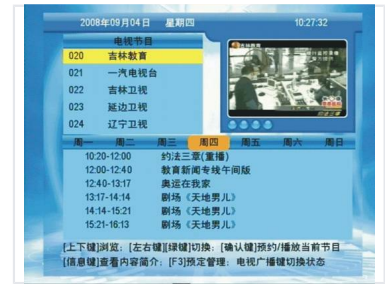 2008年09月04日 星期四 10:27:32
电视节目
020 吉林教育
021 一汽电视台
022 吉林卫视
023 延边卫视
024 辽宁卫视
吉林教育
周一 周二 周三 周四 周五 周六 周日
10:20-12:00 约法三章(重播)
12:00-12:40 教育新闻专线午间版
12:40-13:17 奥运在我家
13:17-14:14 剧场《天地男儿》
14:14-15:21 剧场《天地男儿》
15:21-16:13 剧场《天地男儿》
[上下键]浏览; [左右键][绿键]切换; [确认键]预约/播放当前节目
[信息键]查看内容简介; [F3]预定管理; 电视广播键切换状态